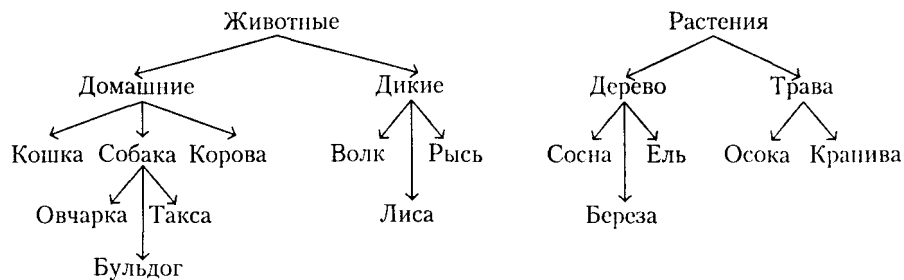 Животные Растения
Домашние Дикие Дерево Трава
Кошка Собака Корова Волк Рысь Сосна Ель Осока Крапива
Овчарка Такса Лиса Береза
Бульдог